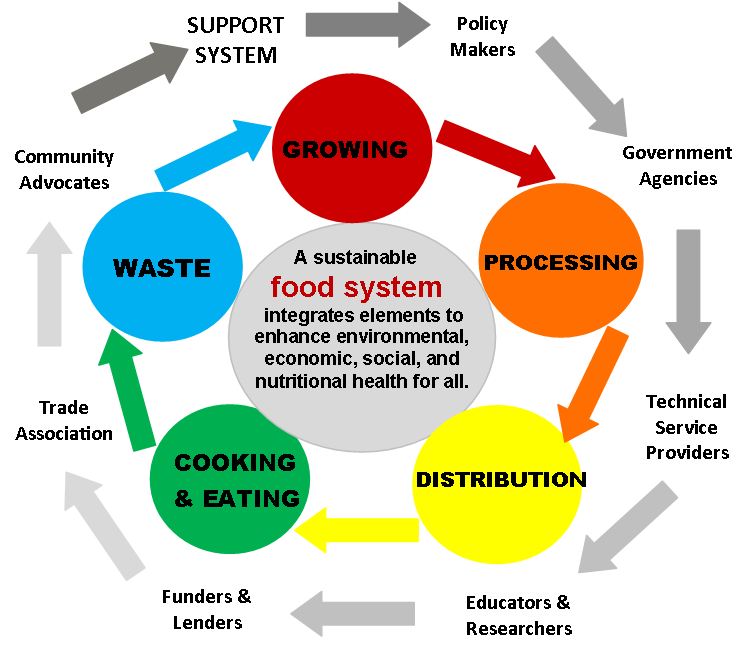 SUPPORT
SYSTEM
Policy
Makers
Government
Agencies
Technical
Service
Providers
Educators &
Researchers
Funders &
Lenders
Trade
Association
Community
Advocates
GROWING
PROCESSING
DISTRIBUTION
COOKING
& EATING
WASTE
A sustainable
food system
integrates elements to
enhance environmental,
economic, social, and
nutritional health for all.